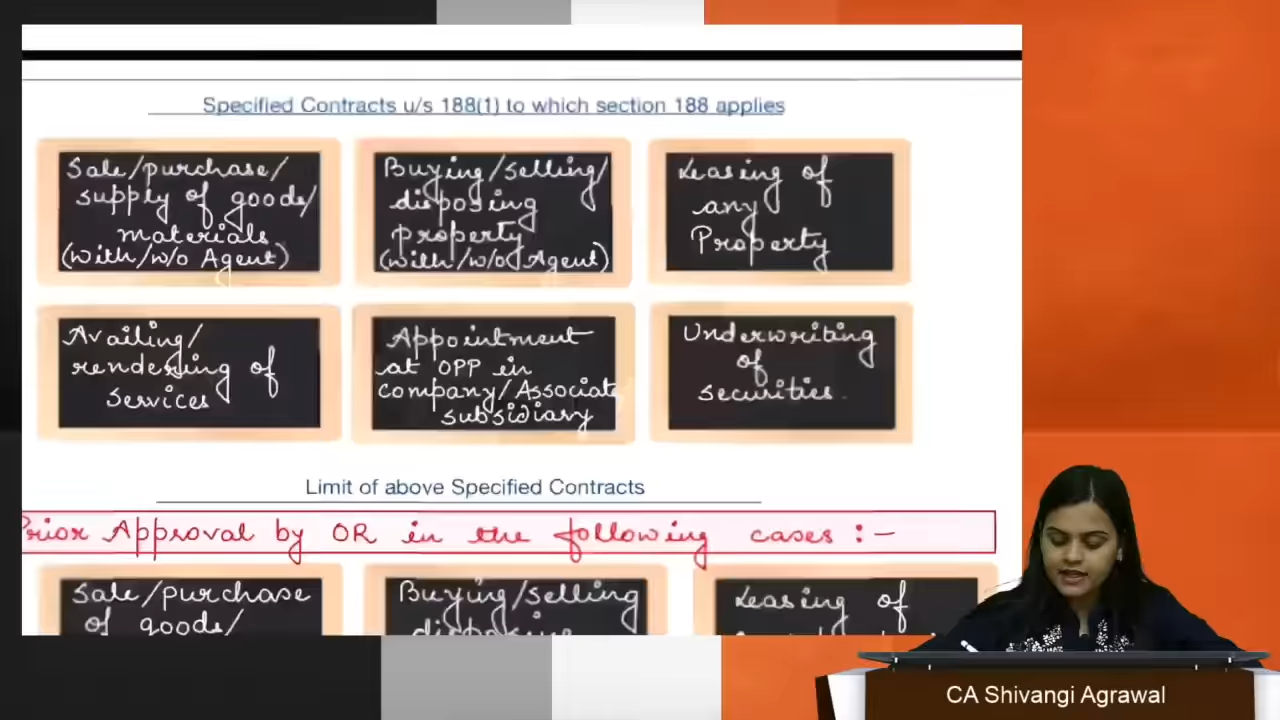 Specified Contracts u/s 188(1) to which section 188 applies
Sale/purchase/
supply of goods/
materials
(with/w/o Agent)
Buying/selling/
disposing
property
(with/w/o Agent)
Leasing of
any
Property
Availing/
rendering of
services
Appointment
at OPP in
company/Associate
subsidiary
Underwriting
of
securities.
Limit of above Specified Contracts
Prior Approval by OR in the following cases :-
Sale/purchase
of goods/
Buying/selling
disposing
Leasing of
CA Shivangi Agrawal